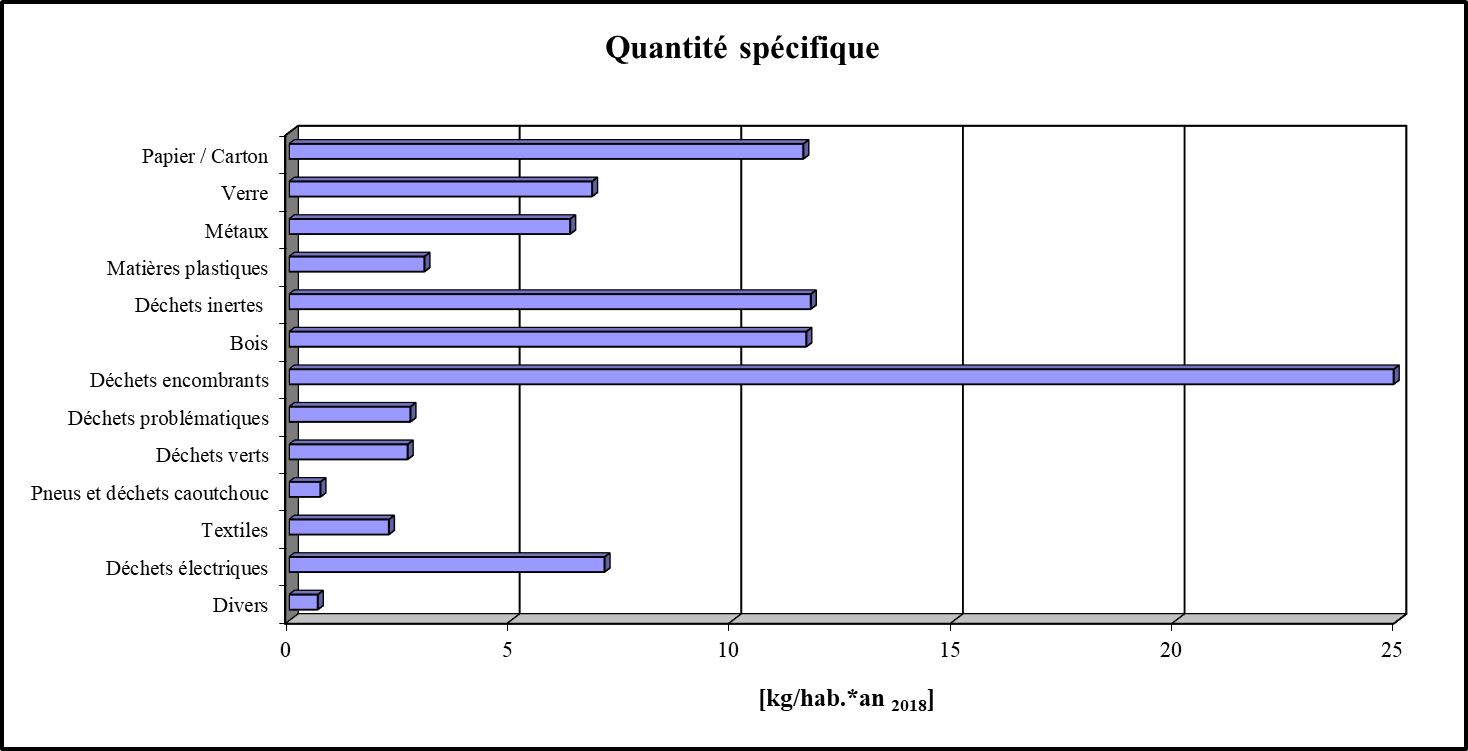 Quantité spécifique
Papier / Carton
Verre
Métaux
Matières plastiques
Déchets inertes
Bois
Déchets encombrants
Déchets problématiques
Déchets verts
Pneus et déchets caoutchouc
Textiles
Déchets électriques
Divers
0 5 10 15 20 25
[kg/hab.*an 2018]